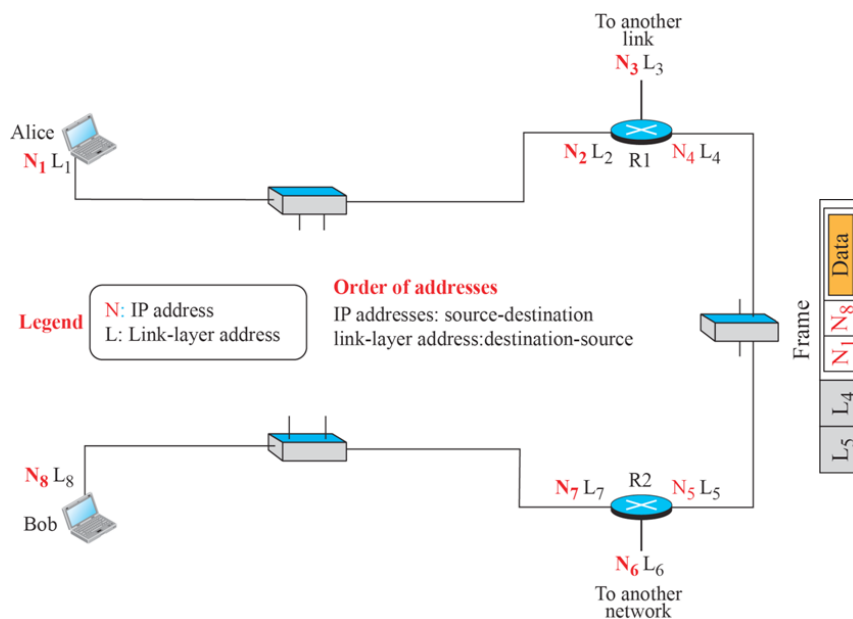 To another
link
N3 L3
Alice
N1 L1
N2 L2
R1
N4 L4
Legend
N: IP address
L: Link-layer address
Order of addresses
IP addresses: source-destination
link-layer address:destination-source
Frame
L5 L4 N1 N8 Data
N8 L8
Bob
N7 L7
R2
N5 L5
N6 L6
To another
network